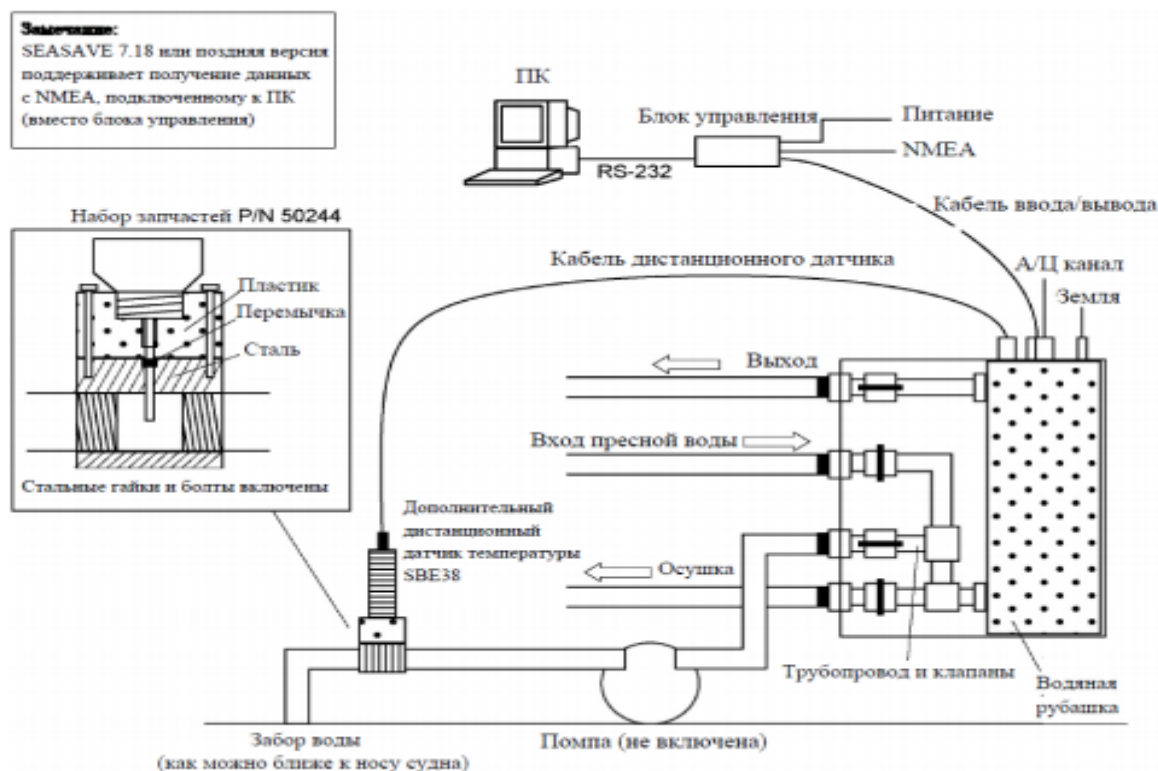 Замечание:
SEASAVE 7.18 или поздняя версия
поддерживает получение данных
с NMEA, подключенному к ПК
(вместо блока управления)
ПК
Блок управления
Питание
NMEA
RS-232
Кабель ввода/вывода
Набор запчастей P/N 50244
Кабель дистанционного датчика
А/Ц канал
Земля
Пластик
Перемычка
Сталь
Выход
Вход пресной воды
Стальные гайки и болты включены
Дополнительный
дистанционный
датчик температуры
SBE38
Осушка
Трубопровод и клапаны
Водяная
рубашка
Забор воды
(как можно ближе к носу судна)
Помпа (не включена)